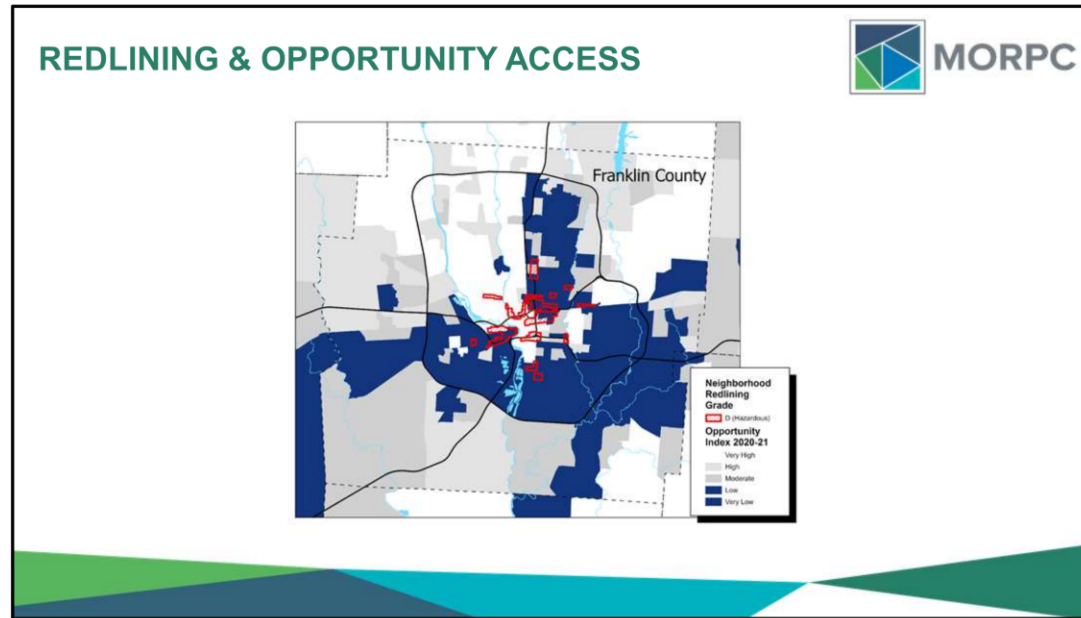 REDLINING & OPPORTUNITY ACCESS
MORPC
Franklin County
Neighborhood
Redlining
Grade
D (Hazardous)
Opportunity
Index 2020-21
Very High
High
Moderate
Low
Very Low